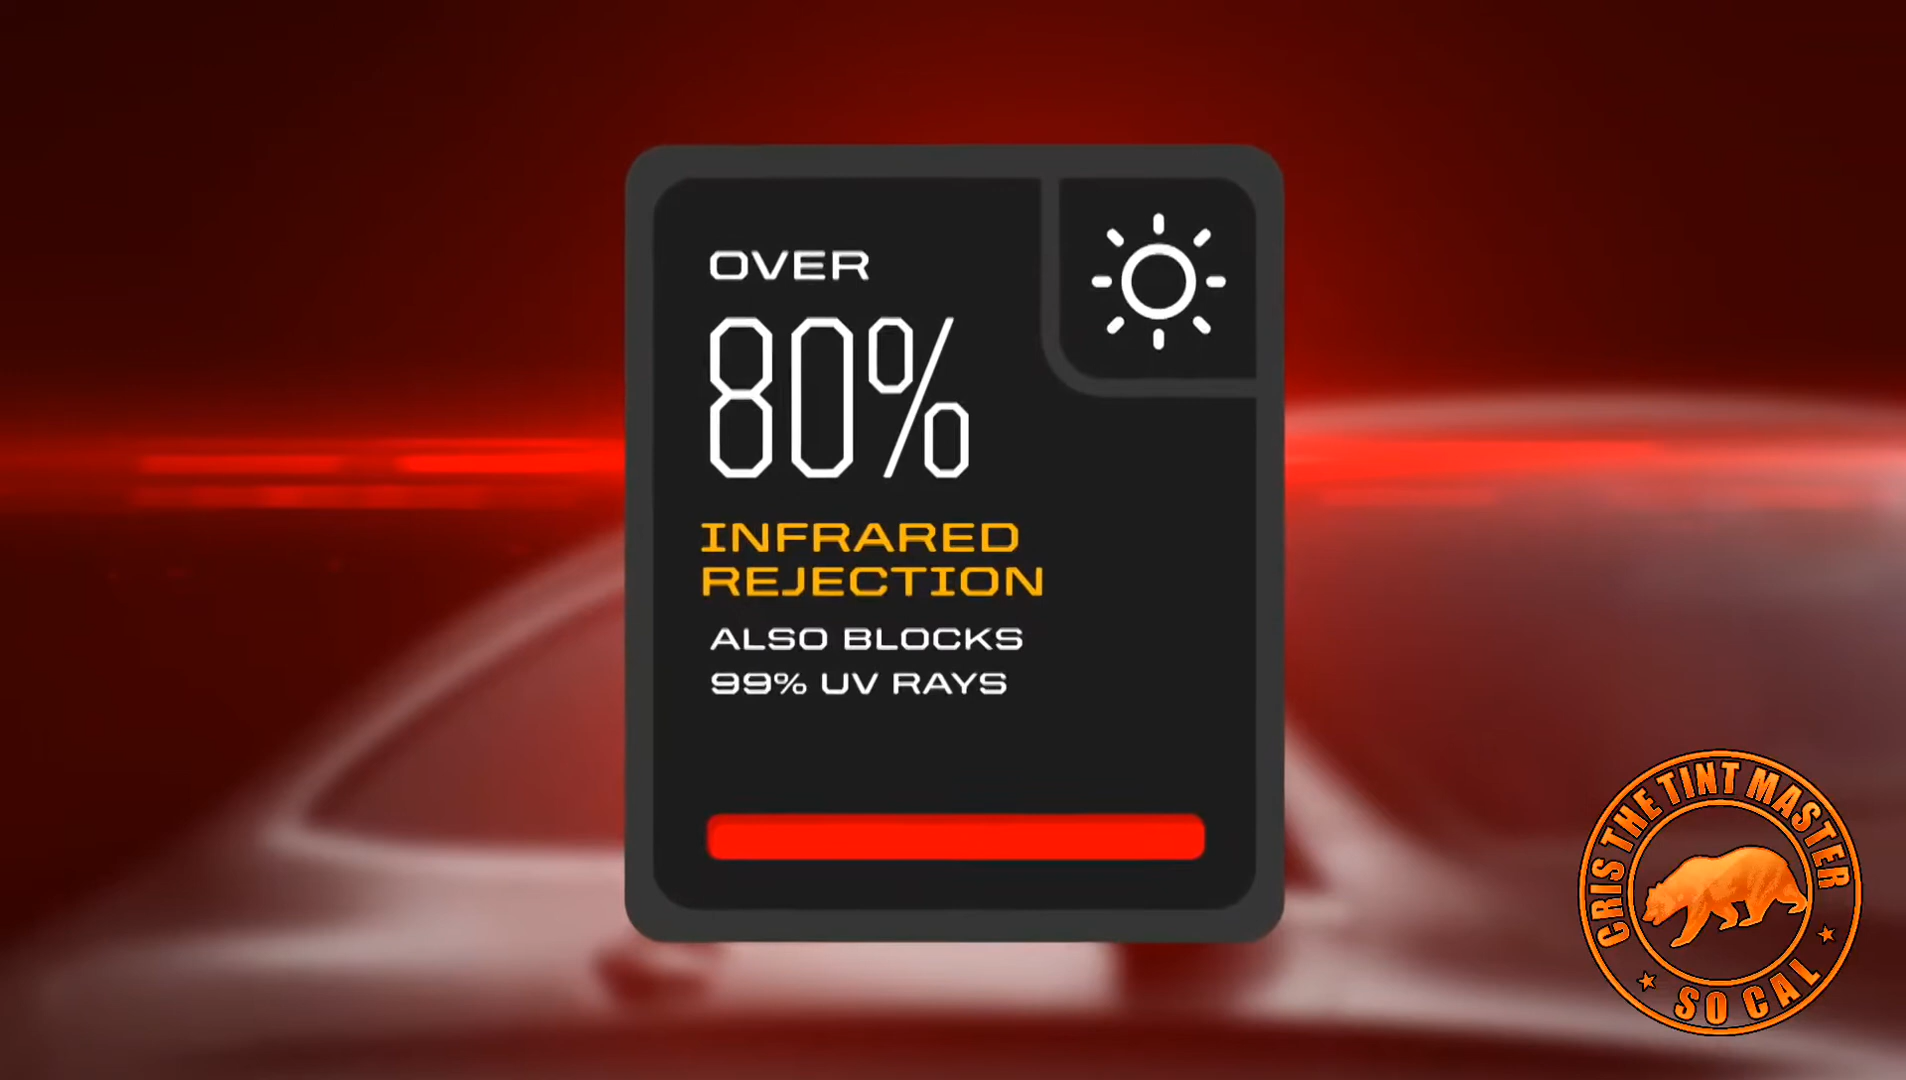 OVER
80%
INFRARED
REJECTION
ALSO BLOCKS
99% UV RAYS
CRIS THE TINT MASTER
SO CAL